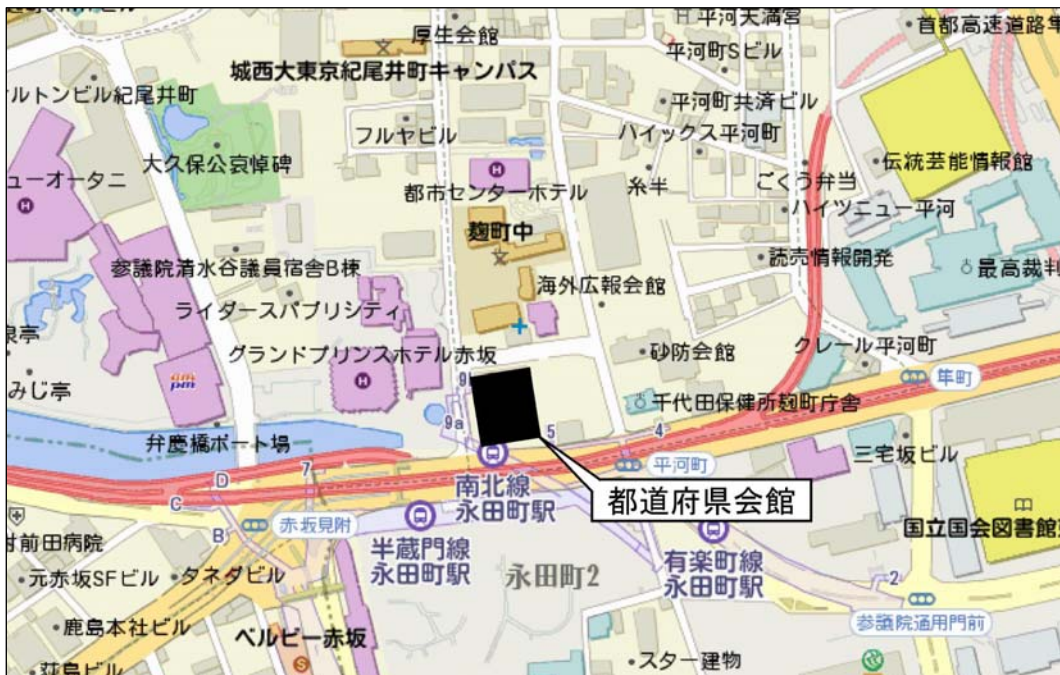 平河天満宮
首都高速道路隼
厚生会館
平河町Sビル
城西大東京紀尾井町キャンパス
ルトンビル紀尾井町
平河町共済ビル
フルヤビル
ハイックス平河町
大久保公哀悼碑
伝統芸能情報館
ューオータニ
都市センターホテル
糸半
ごくう弁当
ハイツニュー平河
麹町中
参議院清水谷議員宿舎B棟
読売情報開発
最高裁判
海外広報会館
ライダースパブリシティ
泉亭
グランドプリンスホテル赤坂
砂防会館
クレール平河町
隼町
みじ亭
am
pm
9
千代田保健所麹町庁舎
9a
5
4
弁慶橋ボート場
三宅坂ビル
平河町
7
D
南北線
永田町駅
都道府県会館
C
赤坂見附
B
半蔵門線
永田町駅
有楽町線
永田町駅
国立国会図書館
前田病院
元赤坂SFビル
タネダビル
永田町2
2
参議院通用門前
鹿島本社ビル
ベルビー赤坂
スター建物
荻島ビル